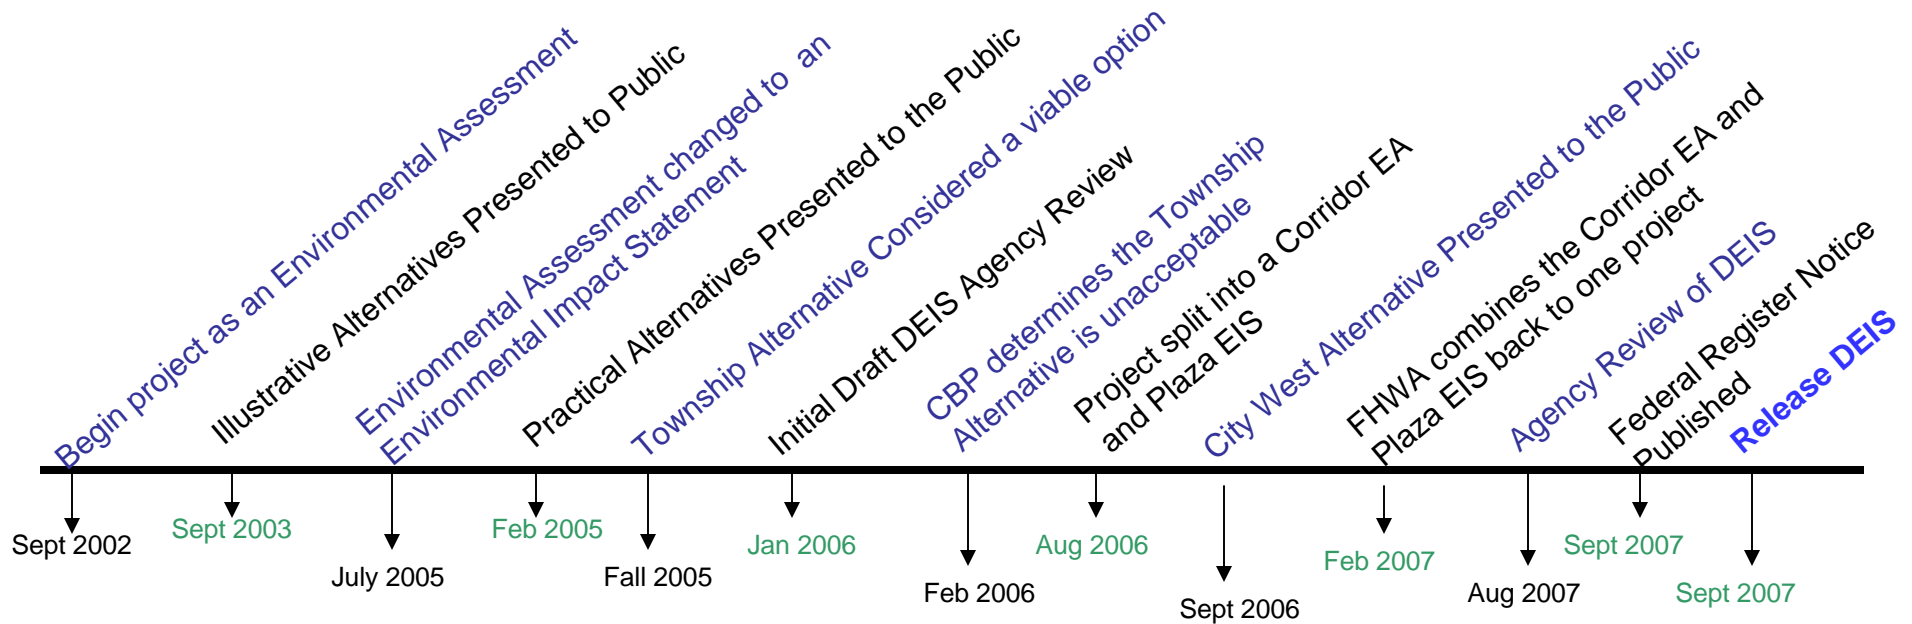 Begin project as an Environmental Assessment
Illustrative Alternatives Presented to Public
Environmental Assessment changed to an
Environmental Impact Statement
Practical Alternatives Presented to the Public
Township Alternative Considered a viable option
Initial Draft DEIS Agency Review
CBP determines the Township
Alternative is unacceptable
Project split into a Corridor EA
and Plaza EIS
City West Alternative Presented to the Public
FHWA combines the Corridor EA and
Plaza EIS back to one project
Agency Review of DEIS
Federal Register Notice
Published
Release DEIS
Sept 2002
Sept 2003
July 2005
Feb 2005
Fall 2005
Jan 2006
Feb 2006
Aug 2006
Sept 2006
Feb 2007
Aug 2007
Sept 2007
Sept 2007